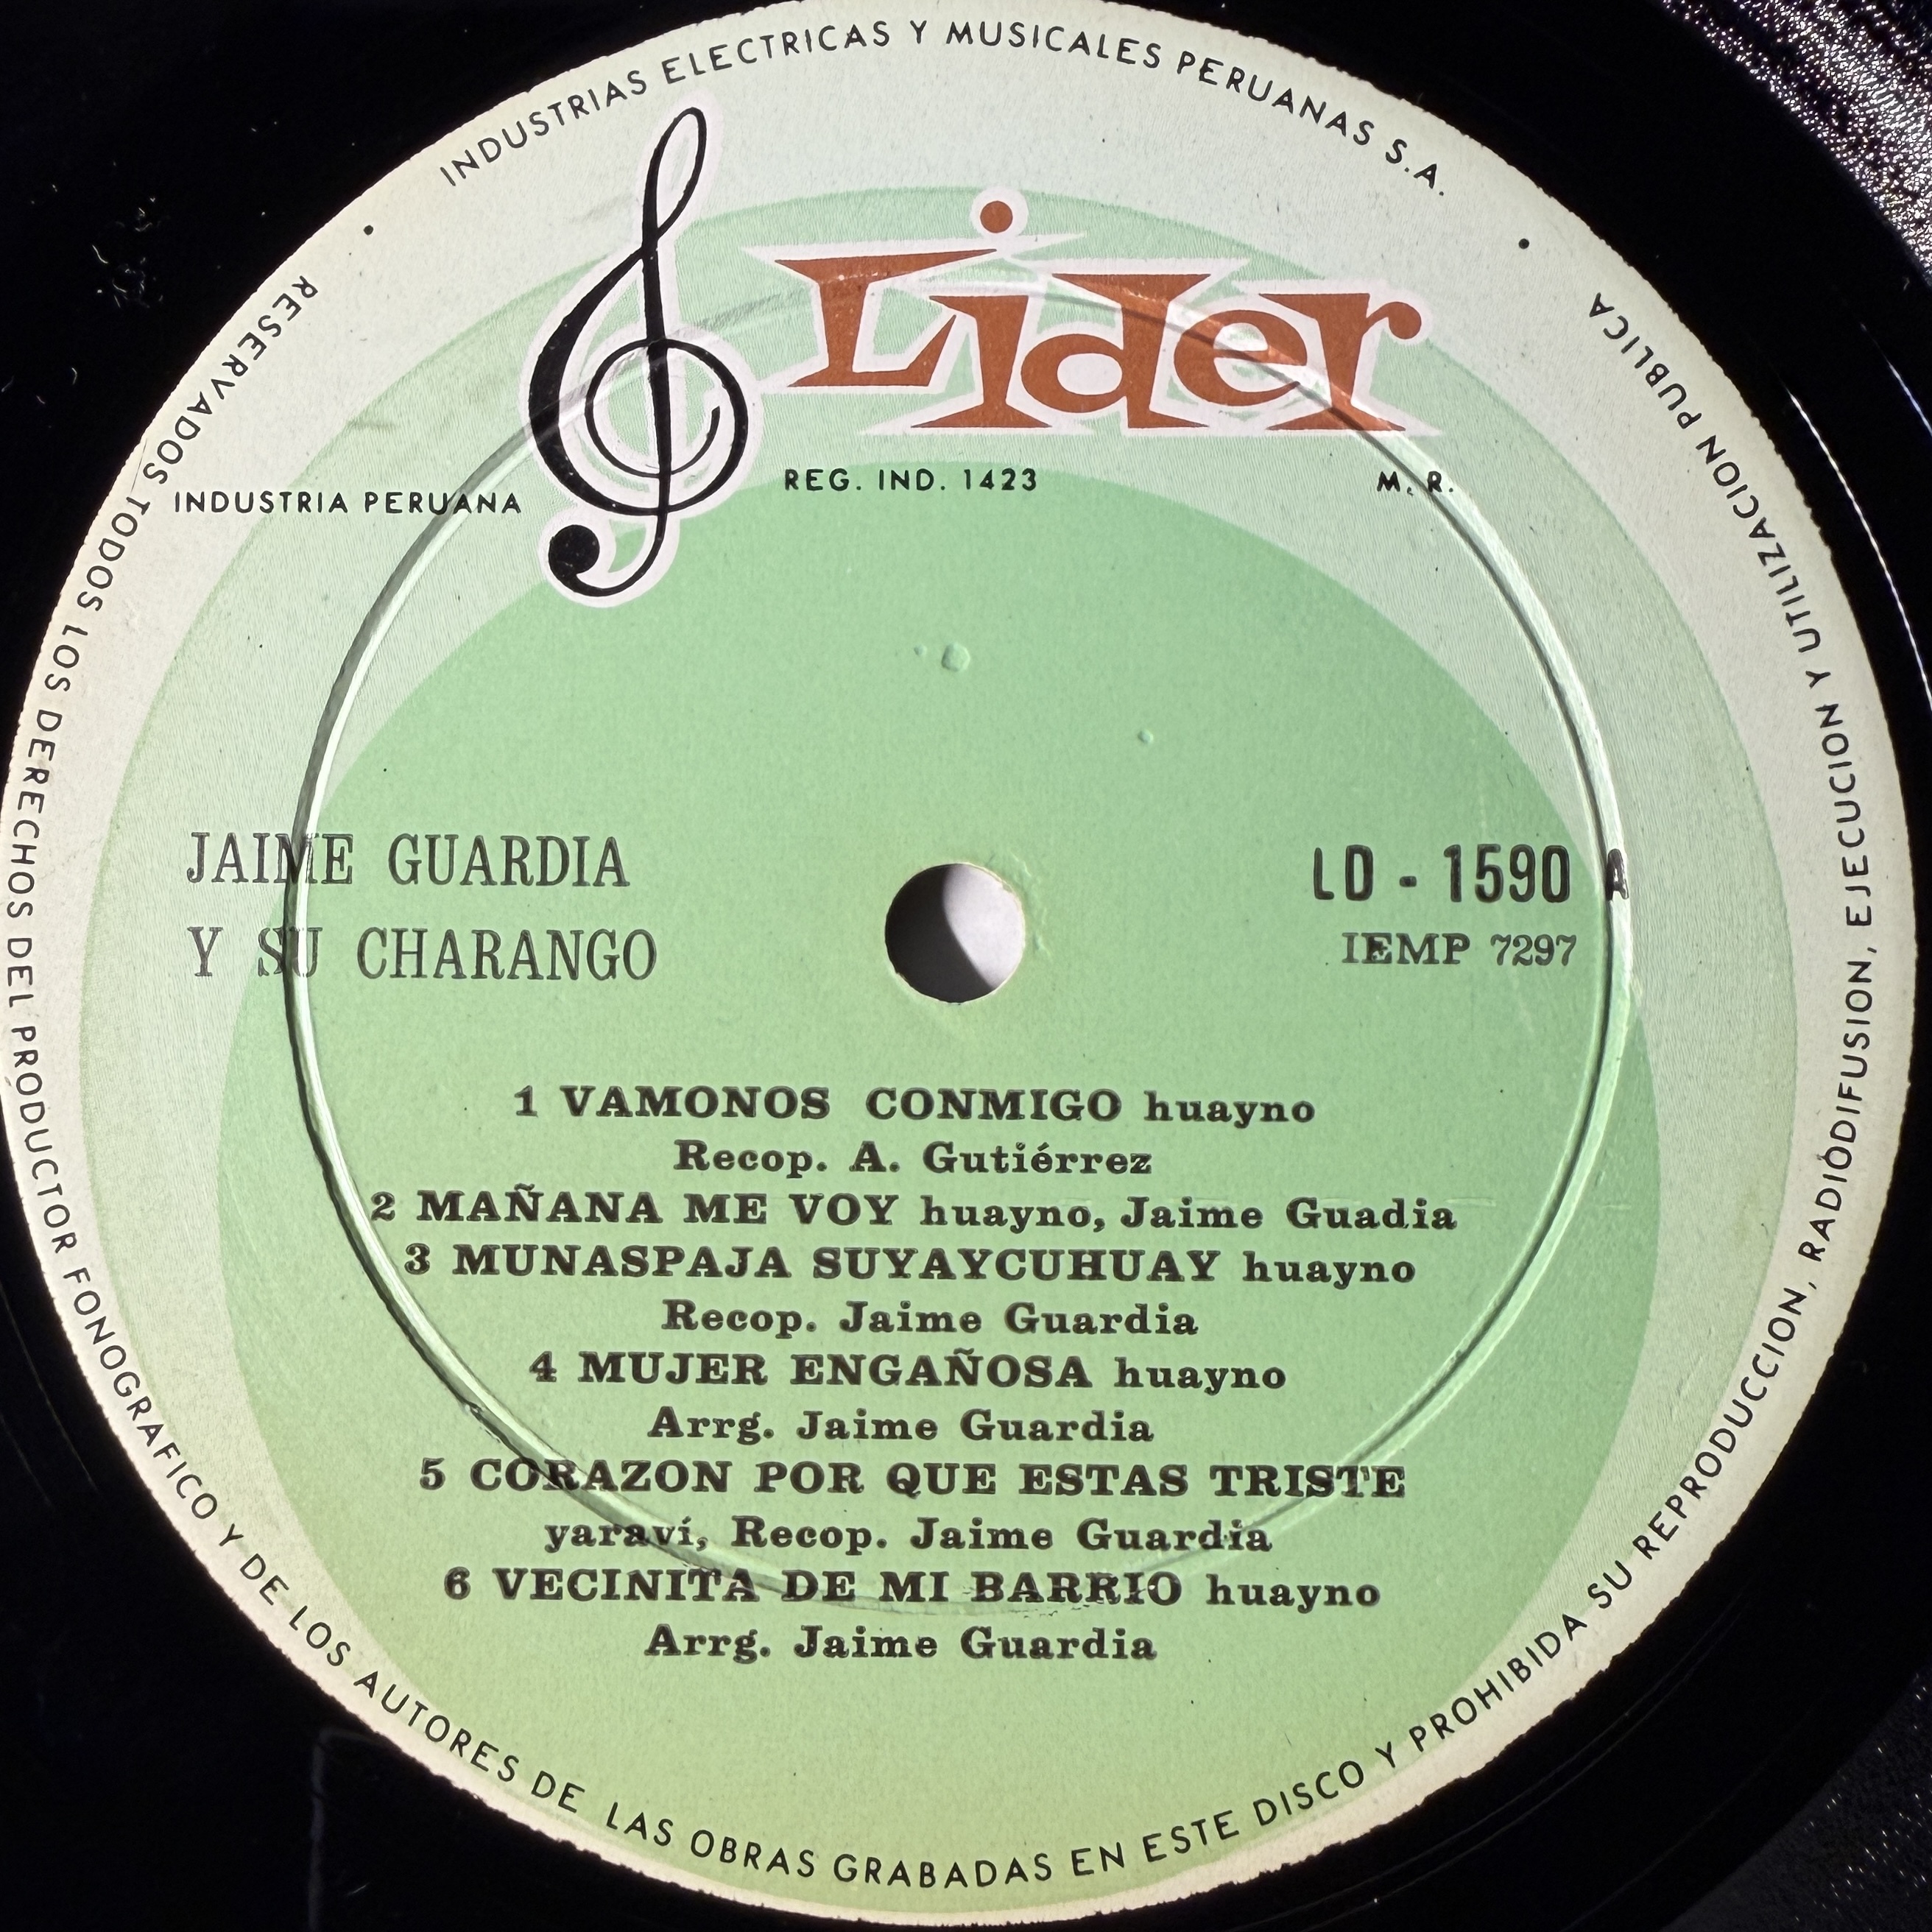 INDUSTRIAS ELECTRICAS Y MUSICALES PERUANAS S.A.
Lider
INDUSTRIA PERUANA
REG. IND. 1423
M. R.
JAIME GUARDIA
Y SU CHARANGO
LD - 1590 A
IEMP 7297
1 VAMONOS CONMIGO huayno
Recop. A. Gutiérrez
2 MAÑANA ME VOY huayno, Jaime Guadia
3 MUNASPAJA SUYAYCUHUAY huayno
Recop. Jaime Guardia
4 MUJER ENGAÑOSA huayno
Arrg. Jaime Guardia
5 CORAZON POR QUE ESTAS TRISTE
yaraví, Recop. Jaime Guardia
6 VECINITA DE MI BARRIO huayno
Arrg. Jaime Guardia
RESERVADOS TODOS LOS DERECHOS DEL PRODUCTOR FONOGRAFICO Y DE LOS AUTORES DE LAS OBRAS GRABADAS EN ESTE DISCO Y PROHIBIDA SU REPRODUCCION, RADIODIFUSION, EJECUCION Y UTILIZACION PUBLICA